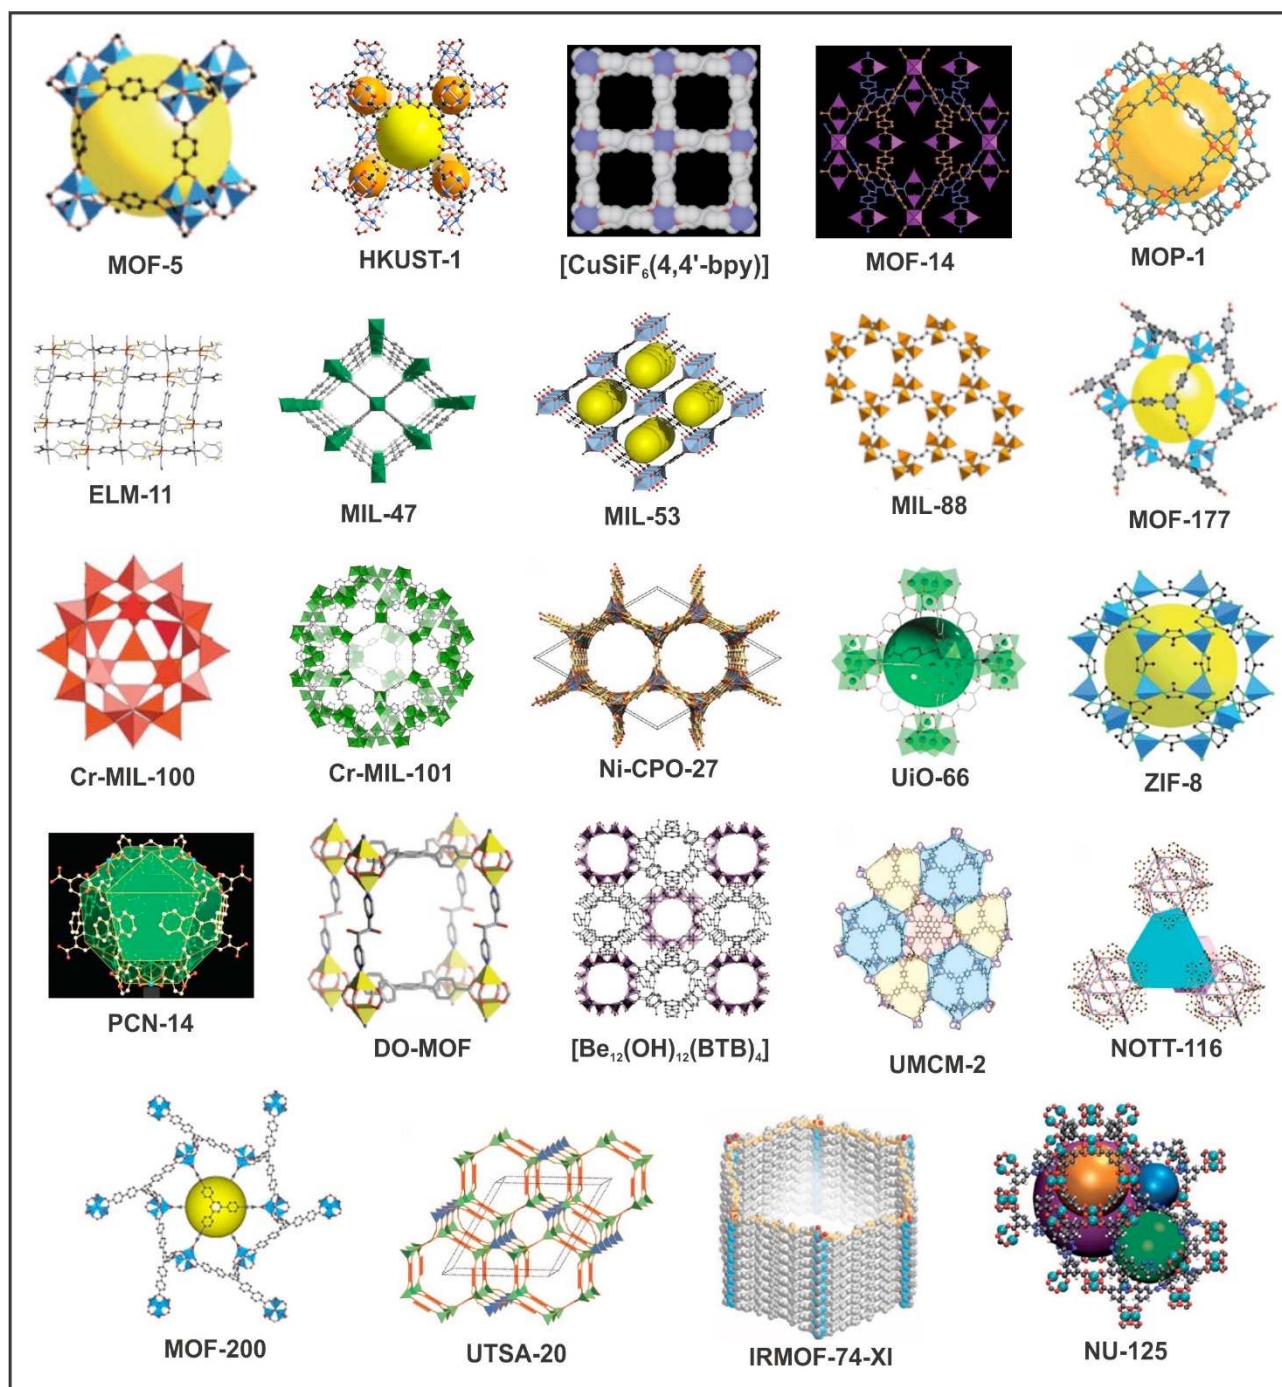 MOF-5
HKUST-1
[CuSiF₆(4,4'-bpy)]
MOF-14
MOP-1
ELM-11
MIL-47
MIL-53
MIL-88
MOF-177
Cr-MIL-100
Cr-MIL-101
Ni-CPO-27
UiO-66
ZIF-8
PCN-14
DO-MOF
[Be₁₂(OH)₁₂(BTB)₄]
UMCM-2
NOTT-116
MOF-200
UTSA-20
IRMOF-74-XI
NU-125